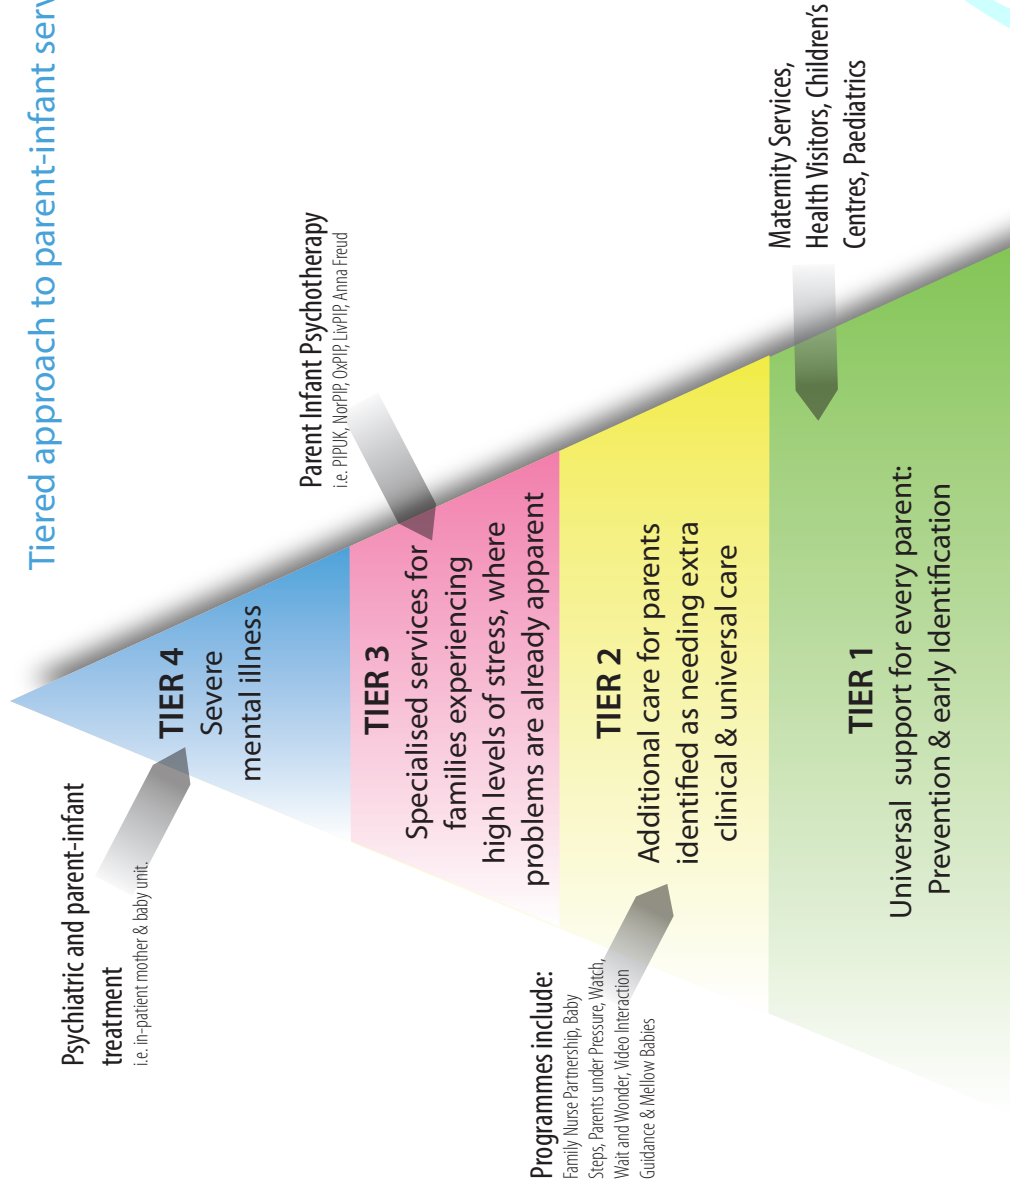 Tiered approach to parent-infant serv
Psychiatric and parent-infant
treatment
i.e. in-patient mother & baby unit.
TIER 4
Severe
mental illness
Parent Infant Psychotherapy
i.e. PIPUK, NorPIP, OxPIP, LivPIP, Anna Freud
TIER 3
Specialised services for
families experiencing
high levels of stress, where
problems are already apparent
Programmes include:
Family Nurse Partnership, Baby
Steps, Parents under Pressure, Watch,
Wait and Wonder, Video Interaction
Guidance & Mellow Babies
TIER 2
Additional care for parents
identified as needing extra
clinical & universal care
Maternity Services,
Health Visitors, Children's
Centres, Paediatrics
TIER 1
Universal support for every parent:
Prevention & early Identification